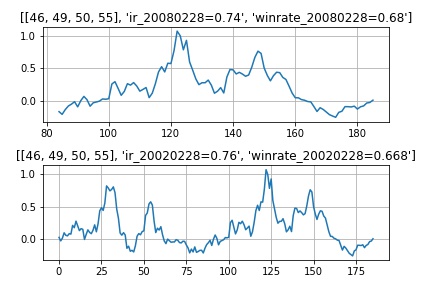 [[46, 49, 50, 55], 'ir_20080228=0.74', 'winrate_20080228=0.68']
1.0
0.5
0.0
80 100 120 140 160 180
[[46, 49, 50, 55], 'ir_20020228=0.76', 'winrate_20020228=0.668']
1.0
0.5
0.0
0 25 50 75 100 125 150 175